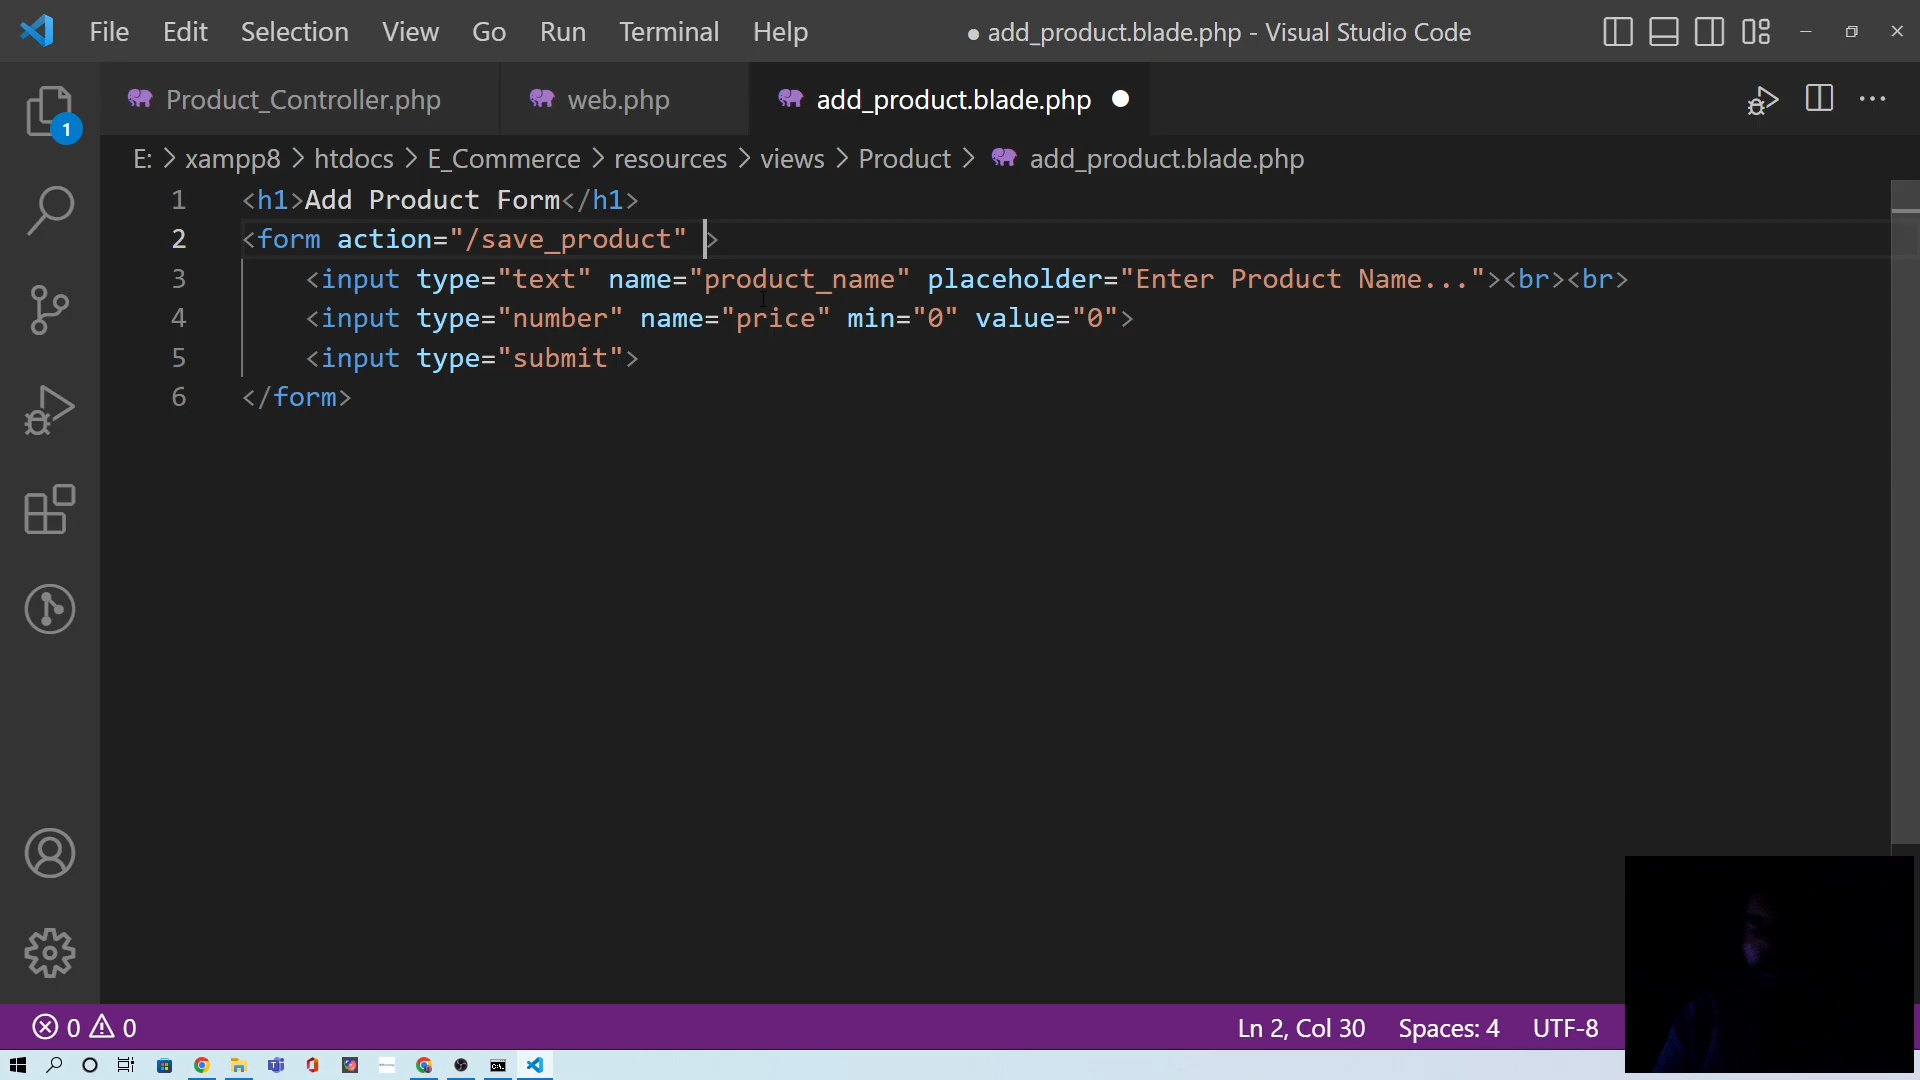 File Edit Selection View Go Run Terminal Help ● add_product.blade.php - Visual Studio Code
Product_Controller.php web.php add_product.blade.php
E: > xampp8 > htdocs > E_Commerce > resources > views > Product > add_product.blade.php
1 <h1>Add Product Form</h1>
2 <form action="/save_product" >
3 <input type="text" name="product_name" placeholder="Enter Product Name..."><br><br>
4 <input type="number" name="price" min="0" value="0">
5 <input type="submit">
6 </form>
1
0 0 Ln 2, Col 30 Spaces: 4 UTF-8